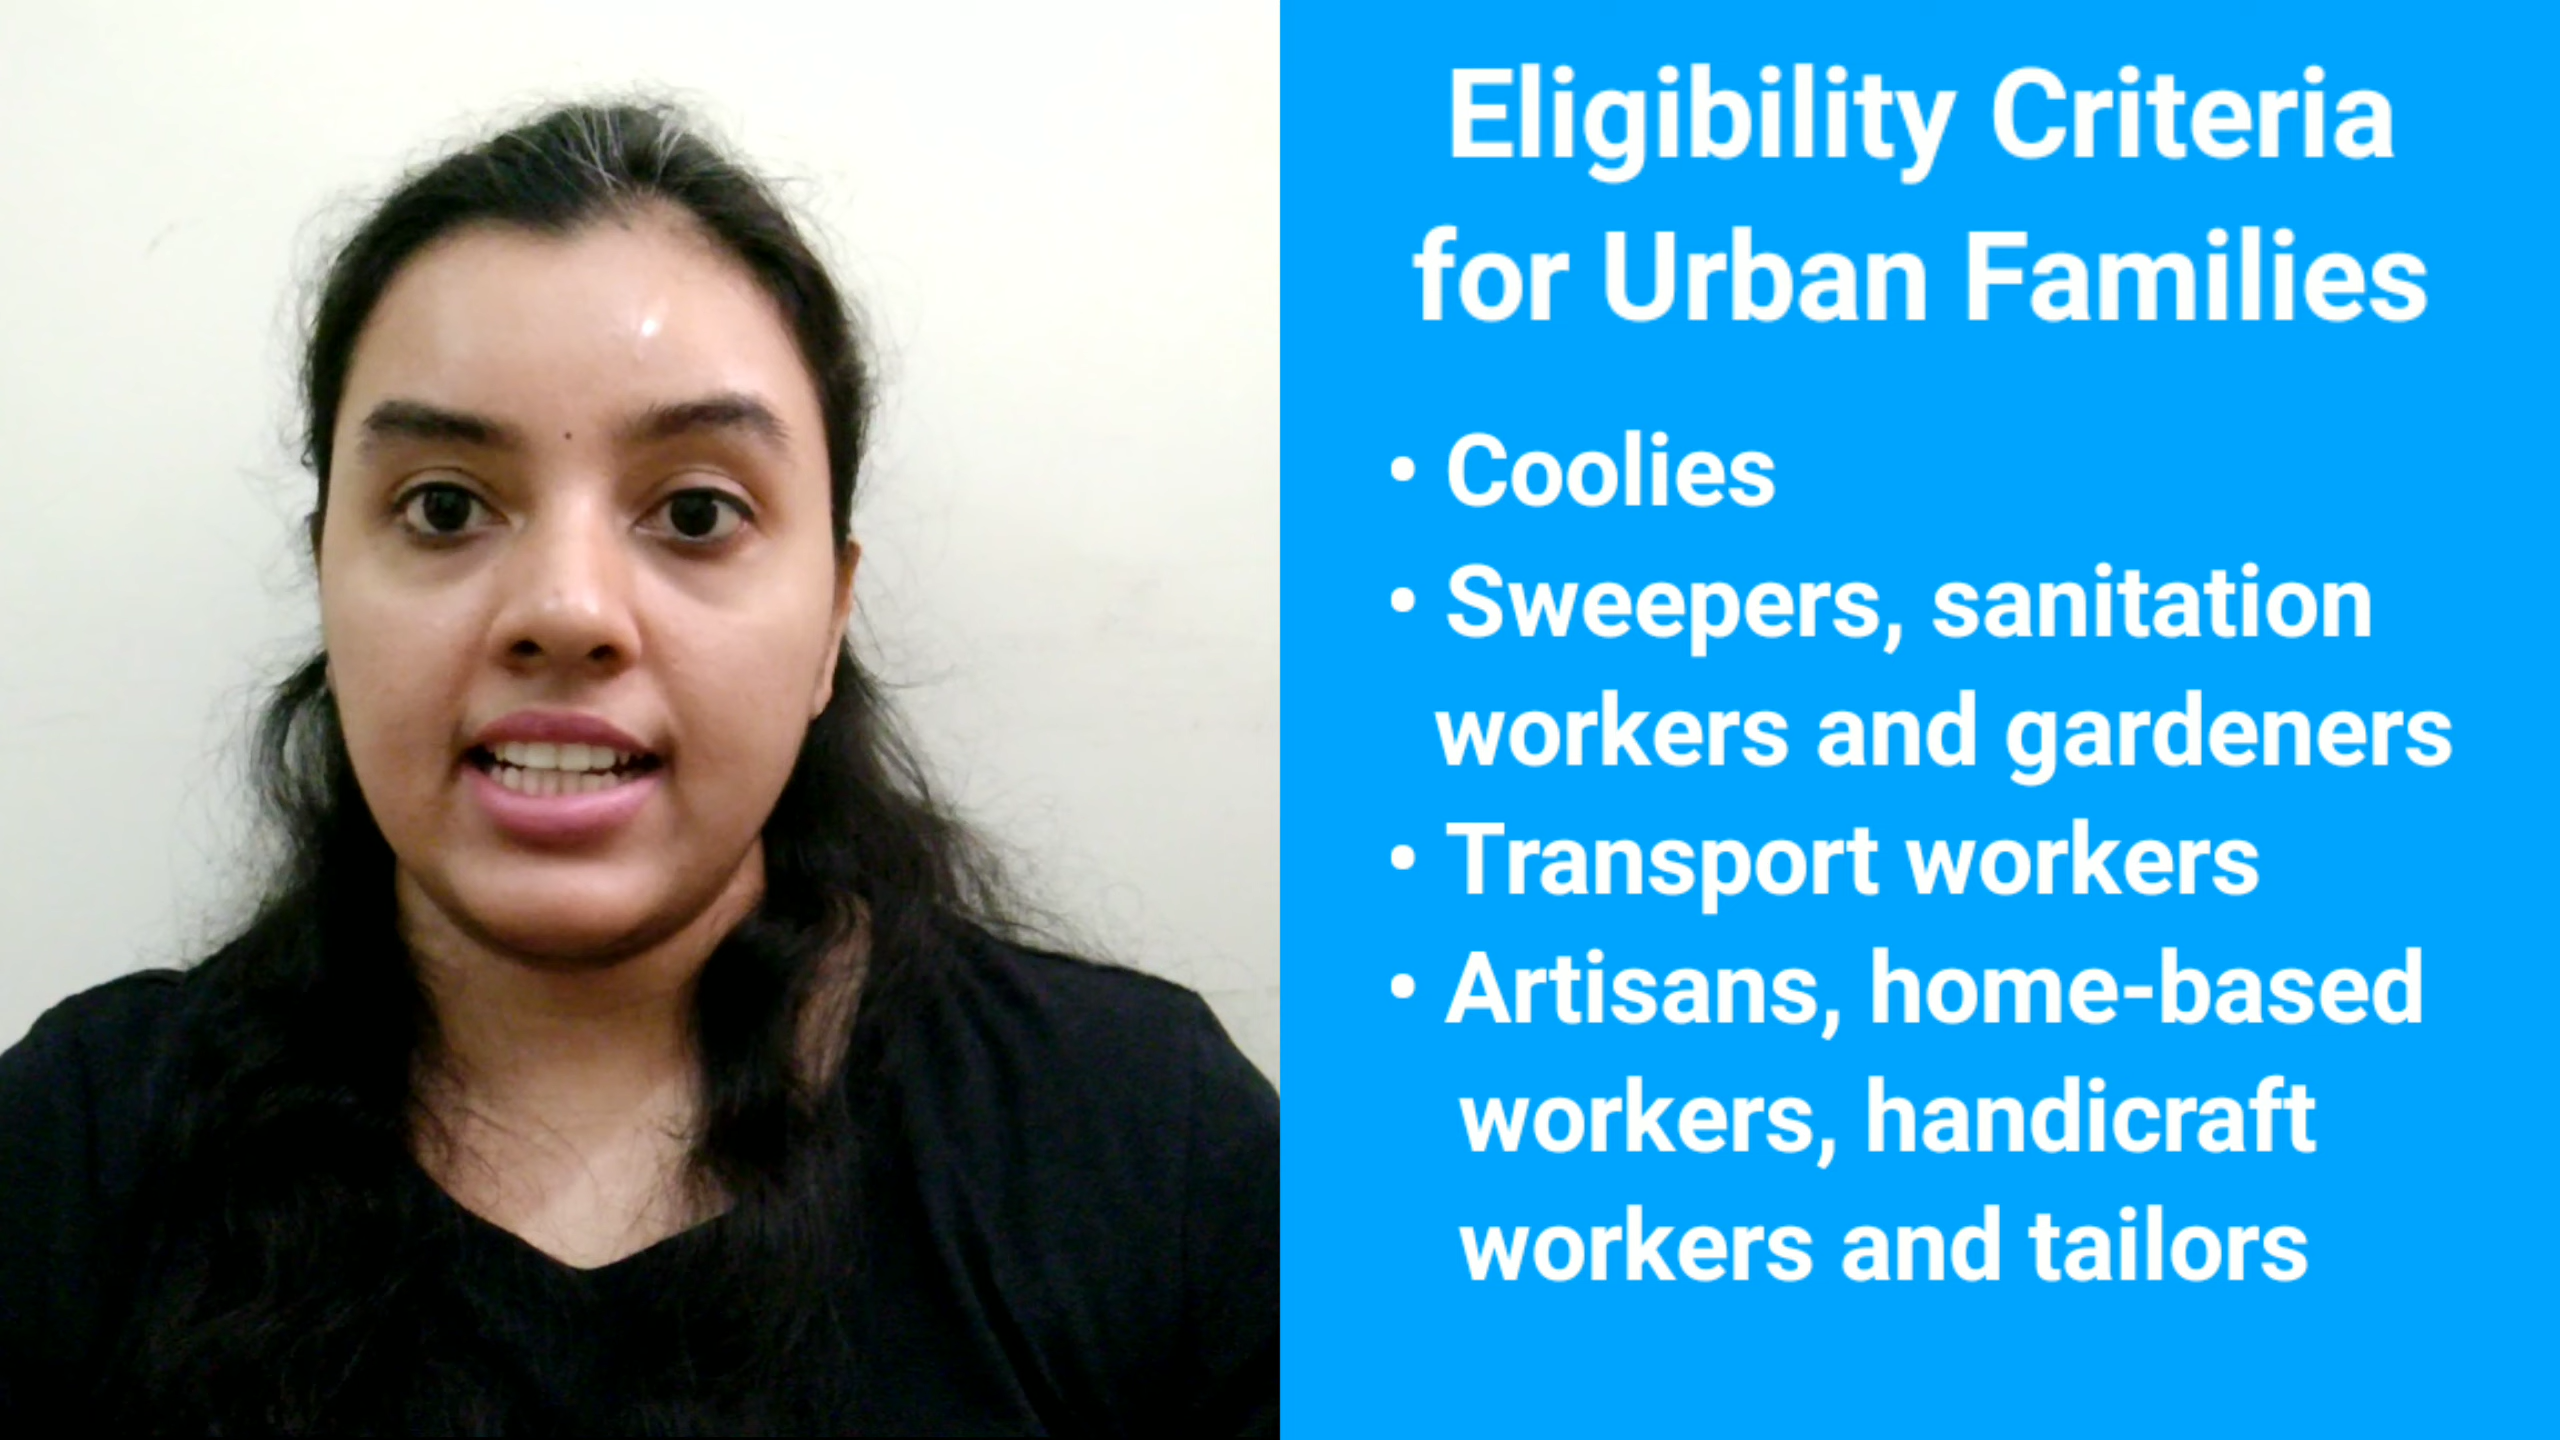 Eligibility Criteria
for Urban Families
• Coolies
• Sweepers, sanitation
workers and gardeners
• Transport workers
• Artisans, home-based
workers, handicraft
workers and tailors